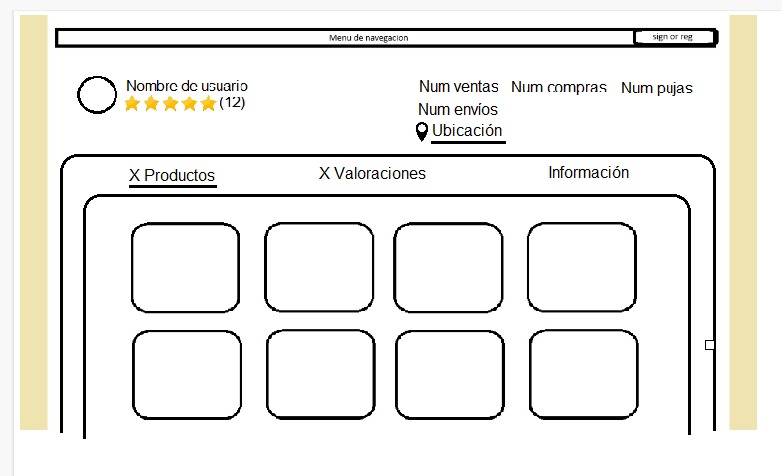 Menu de navegacion
sign or reg
Nombre de usuario
(12)
Num ventas Num compras Num pujas
Num envíos
Ubicación
X Productos X Valoraciones Información